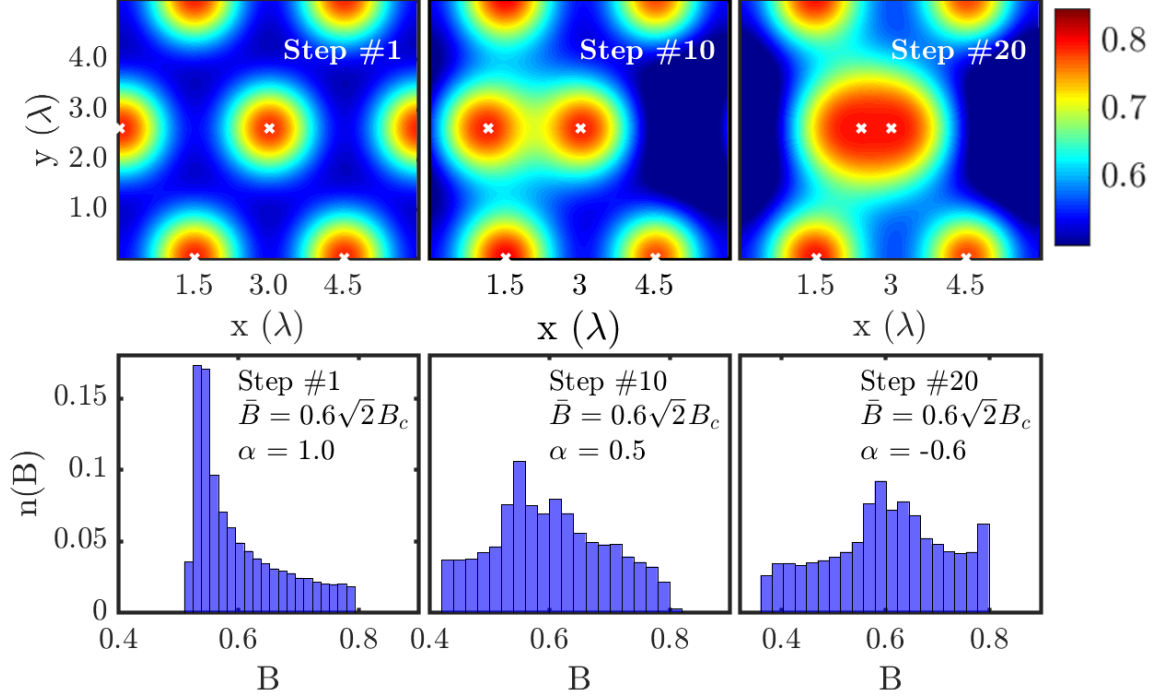 Step #1
Step #10
Step #20
4.0
3.0
2.0
1.0
y (λ)
0.8
0.7
0.6
1.5 3.0 4.5
1.5 3 4.5
1.5 3 4.5
x (λ)
x (λ)
x (λ)
Step #1
B̄ = 0.6√2B_c
α = 1.0
Step #10
B̄ = 0.6√2B_c
α = 0.5
Step #20
B̄ = 0.6√2B_c
α = -0.6
0.15
0.1
0.05
0
n(B)
0.4 0.6 0.8
0.4 0.6 0.8
0.4 0.6 0.8
B
B
B